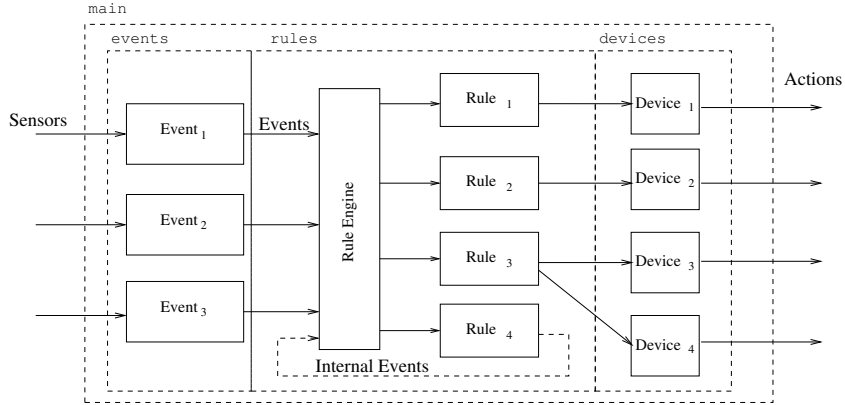 main
events
rules
devices
Sensors
Events
Actions
Event 1
Event 2
Event 3
Rule Engine
Rule 1
Rule 2
Rule 3
Rule 4
Internal Events
Device 1
Device 2
Device 3
Device 4